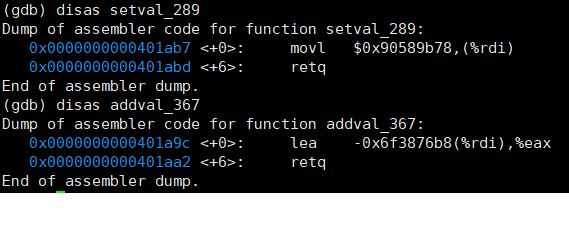 (gdb) disas setval_289
Dump of assembler code for function setval_289:
   0x0000000000401ab7 <+0>:     movl   $0x90589b78,(%rdi)
   0x0000000000401abd <+6>:     retq
End of assembler dump.
(gdb) disas addval_367
Dump of assembler code for function addval_367:
   0x0000000000401a9c <+0>:     lea    -0x6f3876b8(%rdi),%eax
   0x0000000000401aa2 <+6>:     retq
End of assembler dump.